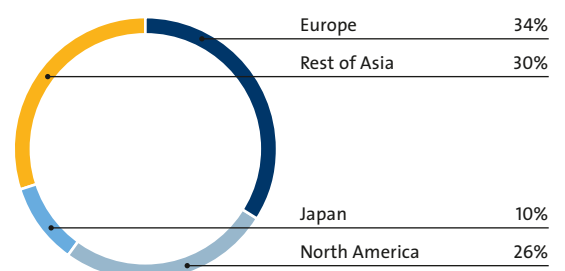 Europe 34%
Rest of Asia 30%
Japan 10%
North America 26%